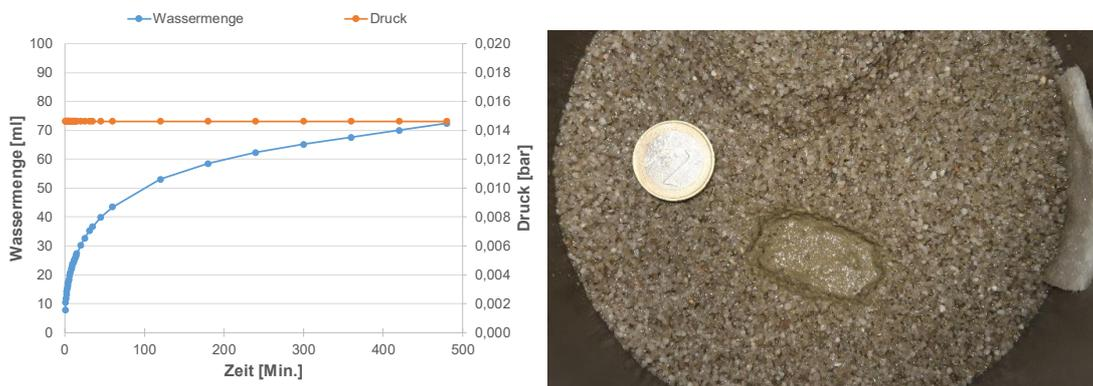 Wassermenge Druck
100 0,020
90 0,018
80 0,016
70 0,014
60 0,012
50 0,010
40 0,008
30 0,006
20 0,004
10 0,002
0 0,000
0 100 200 300 400 500
Wassermenge [ml]
Druck [bar]
Zeit [Min.]
1